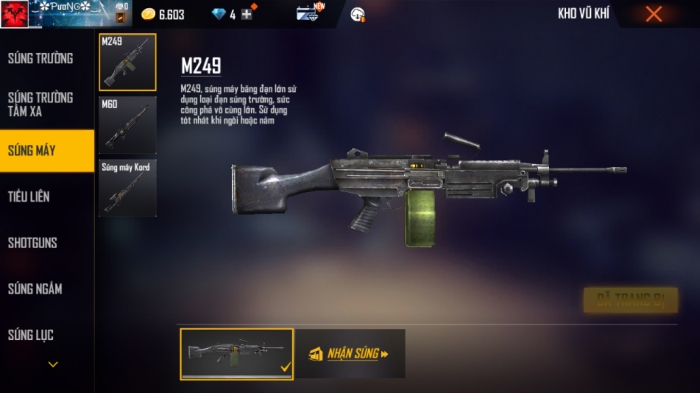 6.603
4
NEW
KHO VŨ KHÍ
SÚNG TRƯỜNG
SÚNG TRƯỜNG
TẦM XA
SÚNG MÁY
TIỂU LIÊN
SHOTGUNS
SÚNG NGẮM
SÚNG LỤC
M249
M60
Súng máy Kord
M249
M249, súng máy băng đạn lớn sử
dụng loại đạn súng trường, sức
công phá vô cùng lớn. Sử dụng
tốt nhất khi ngồi hoặc nằm
ĐÃ TRANG BỊ
NHẬN SÚNG